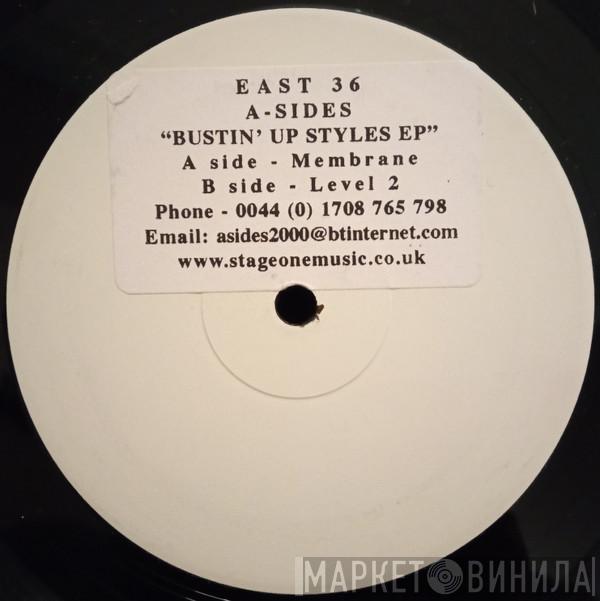 EAST 36
A-SIDES
“BUSTIN’ UP STYLES EP”
A side - Membrane
B side - Level 2
Phone - 0044 (0) 1708 765 798
Email: asides2000@btinternet.com
www.stageonemusic.co.uk
МАРКЕТ ВИНИЛА